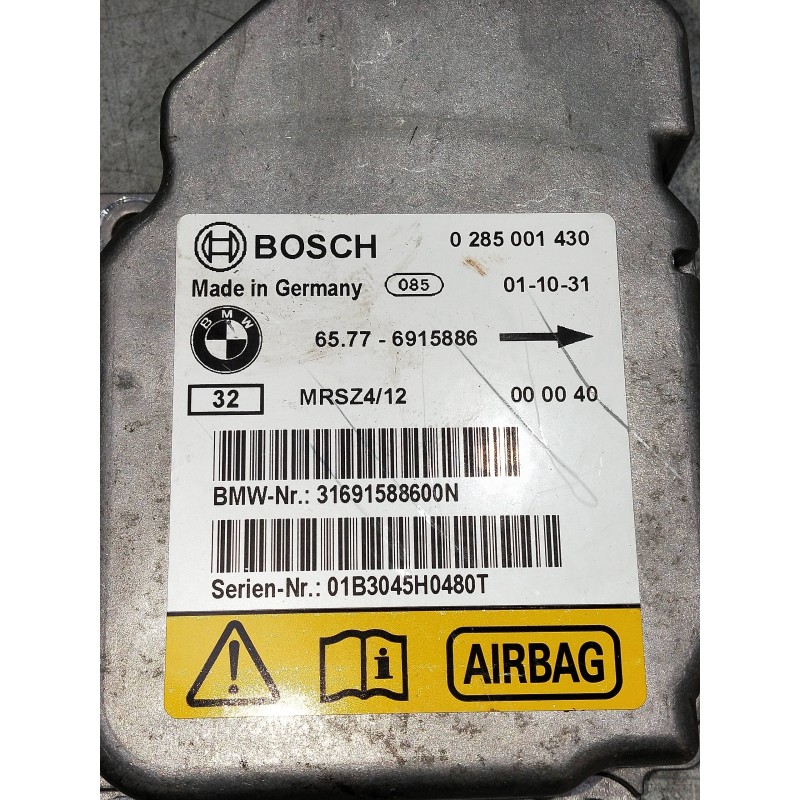 BOSCH 0 285 001 430
Made in Germany 085 01-10-31
BMW 65.77 - 6915886
32 MRSZ4/12 00 00 40
BMW-Nr.: 31691588600N
Serien-Nr.: 01B3045H0480T
! i AIRBAG